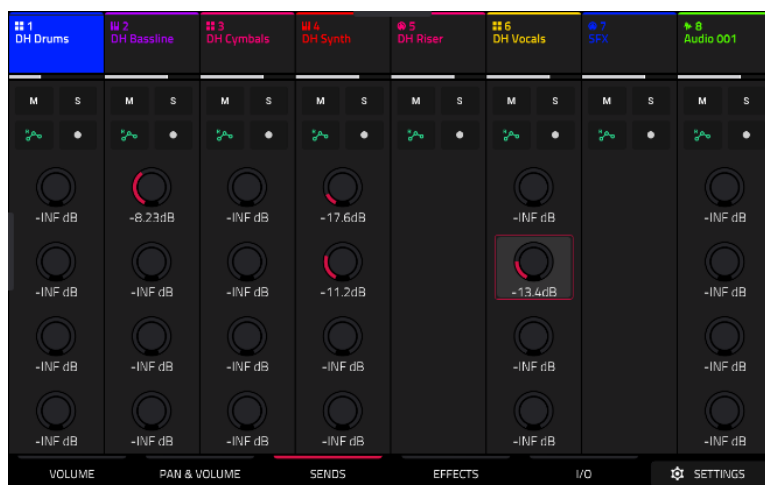 1
DH Drums
2
DH Bassline
3
DH Cymbals
4
DH Synth
5
DH Riser
6
DH Vocals
7
SFX
8
Audio 001
M S M S M S M S M S M S M S M S
-INF dB -8.23dB -INF dB -17.6dB -INF dB -INF dB
-INF dB -INF dB -INF dB -11.2dB -13.4dB -INF dB
-INF dB -INF dB -INF dB -INF dB -INF dB -INF dB
-INF dB -INF dB -INF dB -INF dB -INF dB -INF dB
VOLUME PAN & VOLUME SENDS EFFECTS I/O SETTINGS